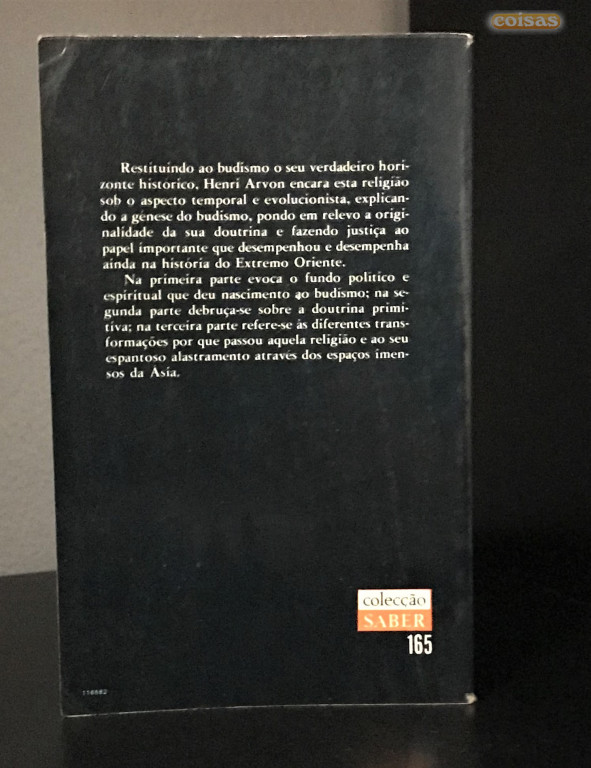 coisas
Restituindo ao budismo o seu verdadeiro hori-
zonte histórico, Henri Arvon encara esta religião
sob o aspecto temporal e evolucionista, explican-
do a génese do budismo, pondo em relevo a origi-
nalidade da sua doutrina e fazendo justiça ao
papel importante que desempenhou e desempenha
ainda na história do Extremo Oriente.
Na primeira parte evoca o fundo político e
espiritual que deu nascimento ao budismo; na se-
gunda parte debruça-se sobre a doutrina primi-
tiva; na terceira parte refere-se às diferentes trans-
formações por que passou aquela religião e ao seu
espantoso alastramento através dos espaços imen-
sos da Ásia.
colecção
SABER
165